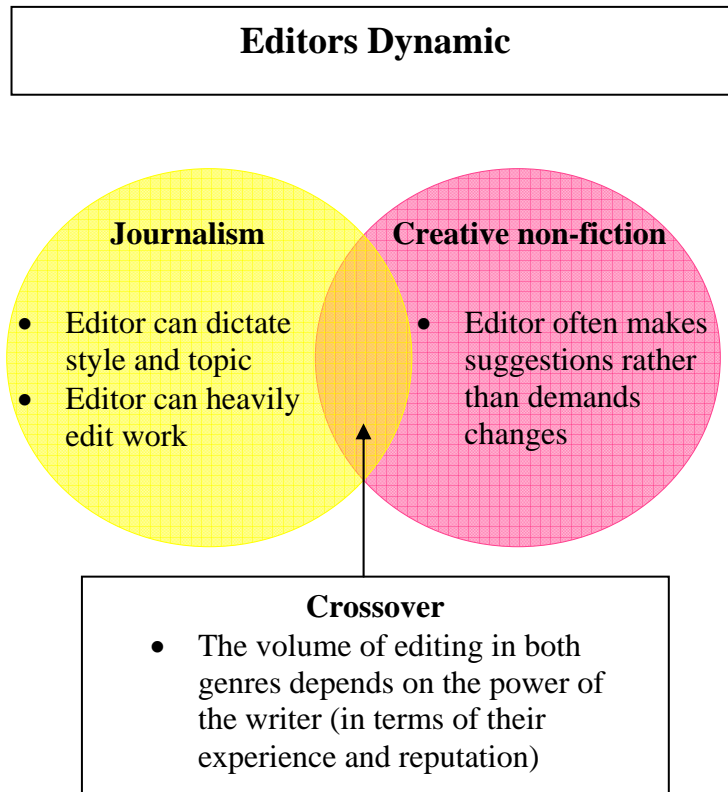 Editors Dynamic
Journalism
• Editor can dictate
style and topic
• Editor can heavily
edit work
Creative non-fiction
• Editor often makes
suggestions rather
than demands
changes
Crossover
• The volume of editing in both
genres depends on the power of
the writer (in terms of their
experience and reputation)